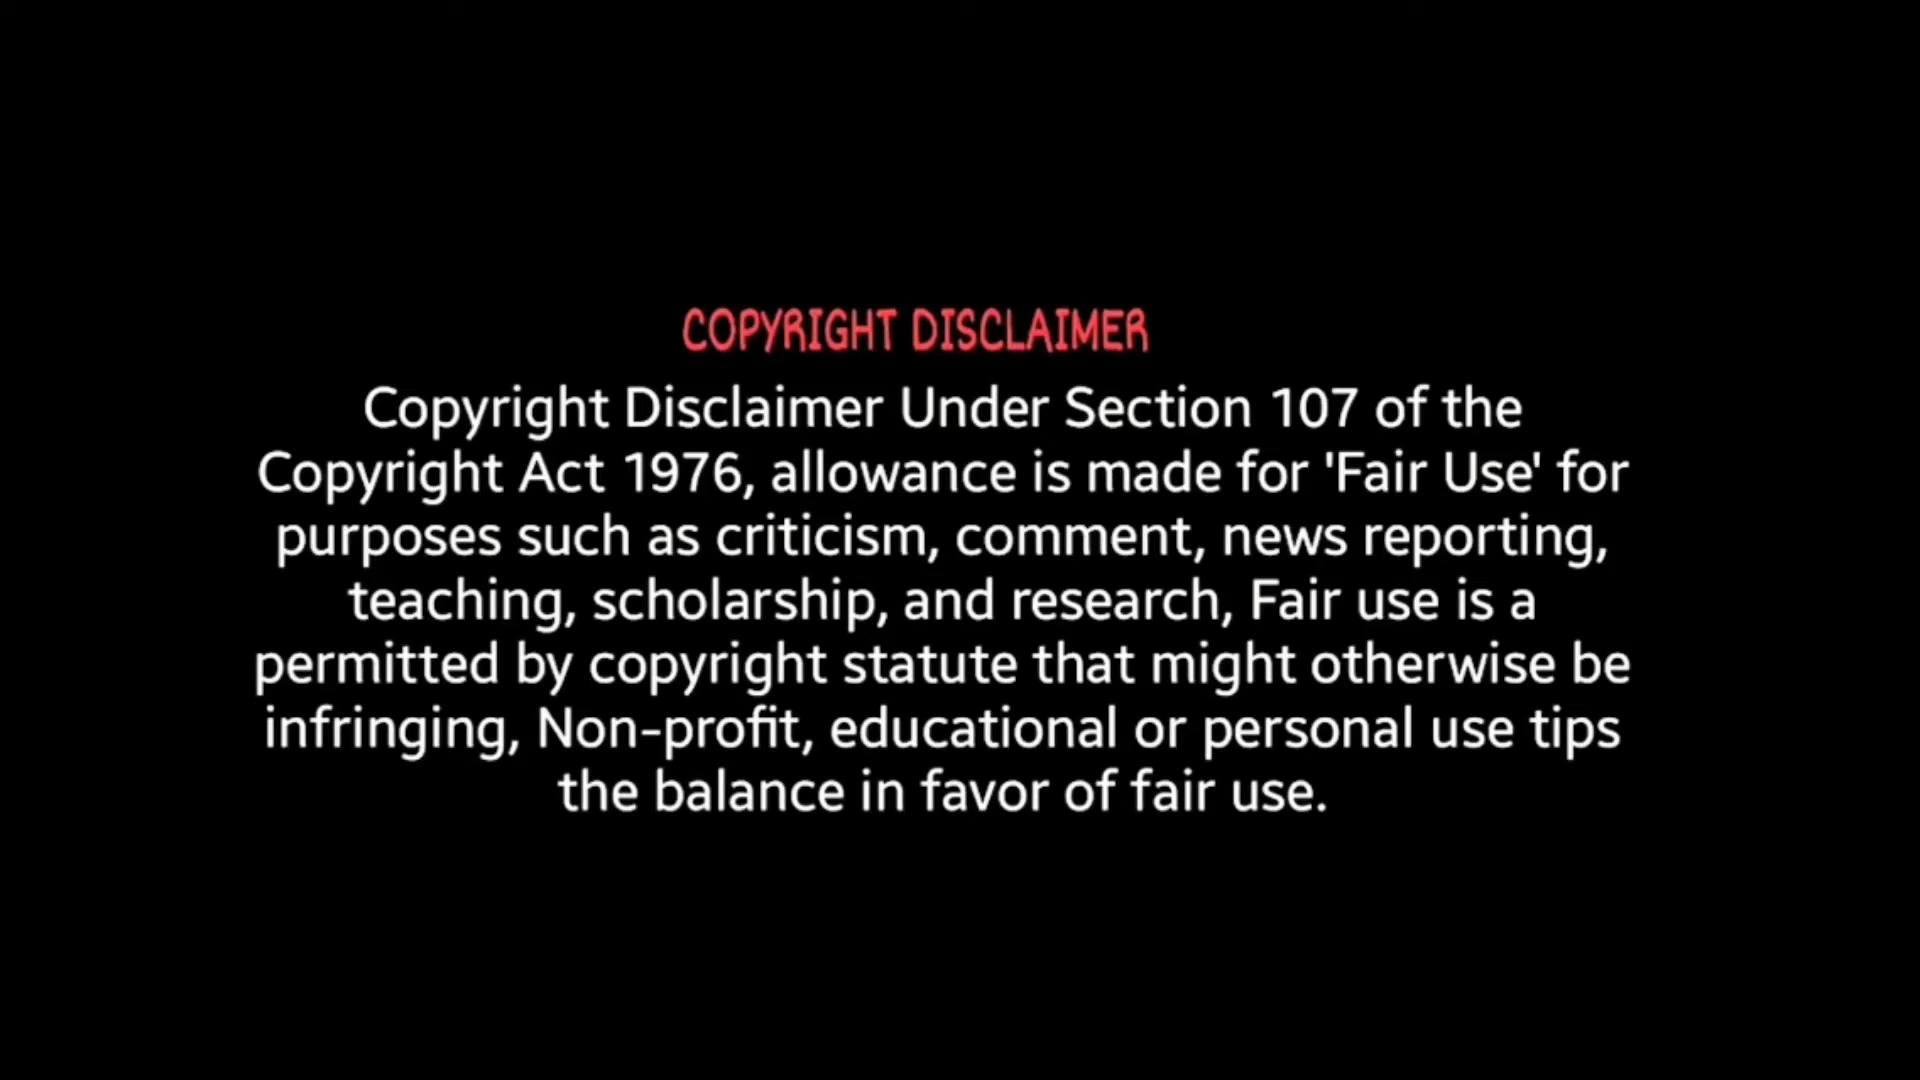 COPYRIGHT DISCLAIMER
Copyright Disclaimer Under Section 107 of the
Copyright Act 1976, allowance is made for 'Fair Use' for
purposes such as criticism, comment, news reporting,
teaching, scholarship, and research, Fair use is a
permitted by copyright statute that might otherwise be
infringing, Non-profit, educational or personal use tips
the balance in favor of fair use.